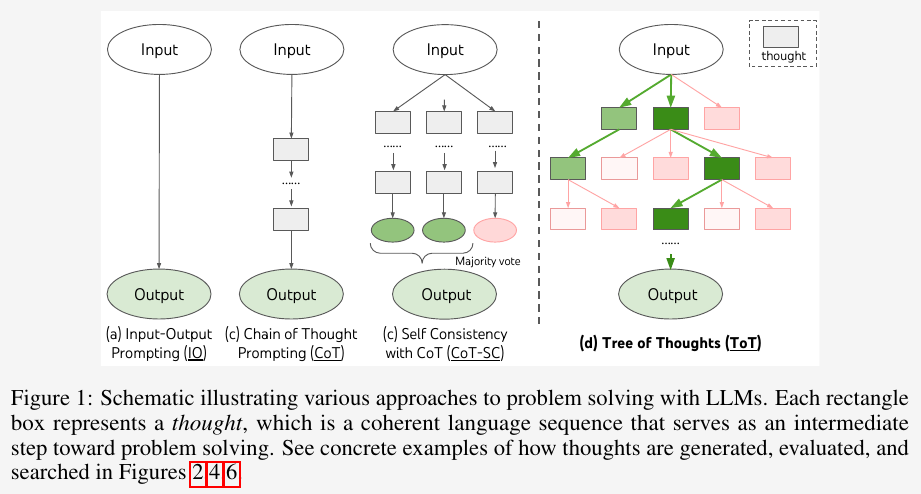 Input
Input
Input
Input
thought
......
......
......
......
......
Majority vote
Output
Output
Output
Output
(a) Input-Output
Prompting (IO)
(c) Chain of Thought
Prompting (CoT)
(c) Self Consistency
with CoT (CoT-SC)
(d) Tree of Thoughts (ToT)
Figure 1: Schematic illustrating various approaches to problem solving with LLMs. Each rectangle
box represents a thought, which is a coherent language sequence that serves as an intermediate
step toward problem solving. See concrete examples of how thoughts are generated, evaluated, and
searched in Figures 2 4 6